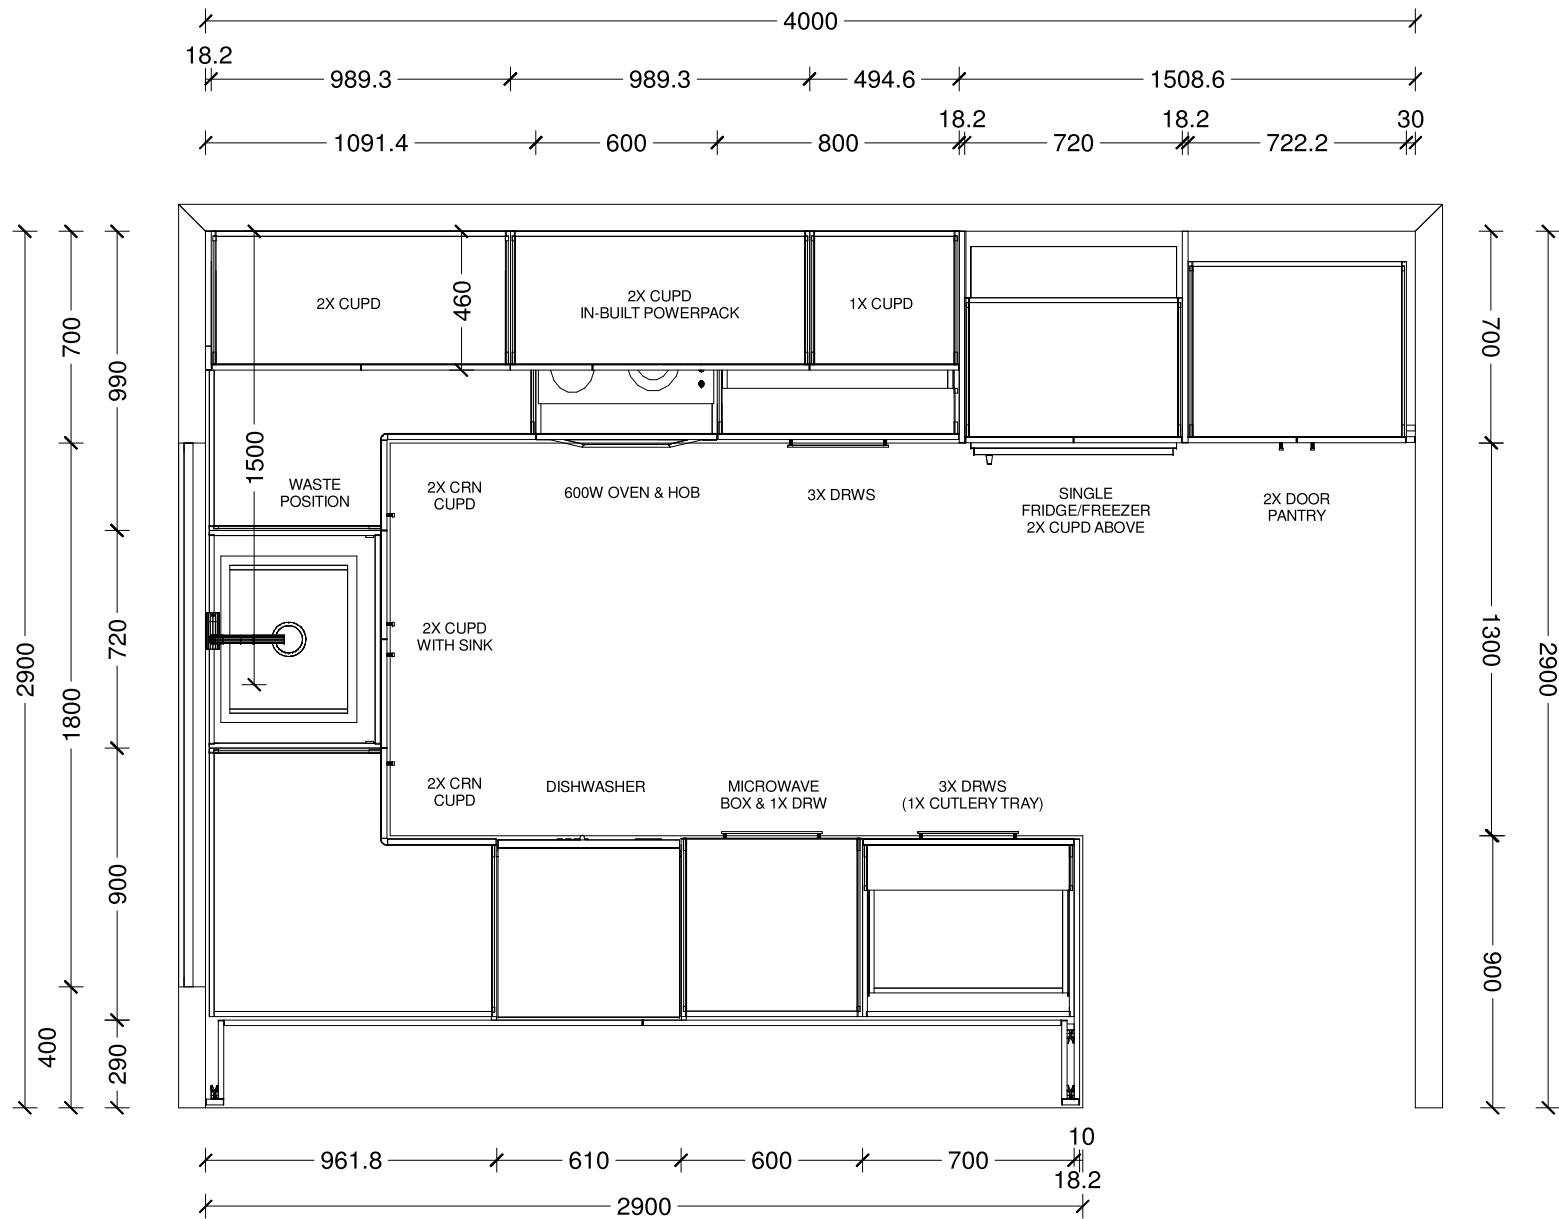 4000
18.2
989.3
989.3
494.6
1508.6
1091.4
600
800
18.2
720
18.2
722.2
30
2900
700
1800
400
990
720
900
290
1500
460
2X CUPD
2X CUPD
IN-BUILT POWERPACK
1X CUPD
WASTE
POSITION
2X CRN
CUPD
600W OVEN & HOB
3X DRWS
SINGLE
FRIDGE/FREEZER
2X CUPD ABOVE
2X DOOR
PANTRY
2X CUPD
WITH SINK
2X CRN
CUPD
DISHWASHER
MICROWAVE
BOX & 1X DRW
3X DRWS
(1X CUTLERY TRAY)
700
1300
900
2900
961.8
610
600
700
10
18.2
2900